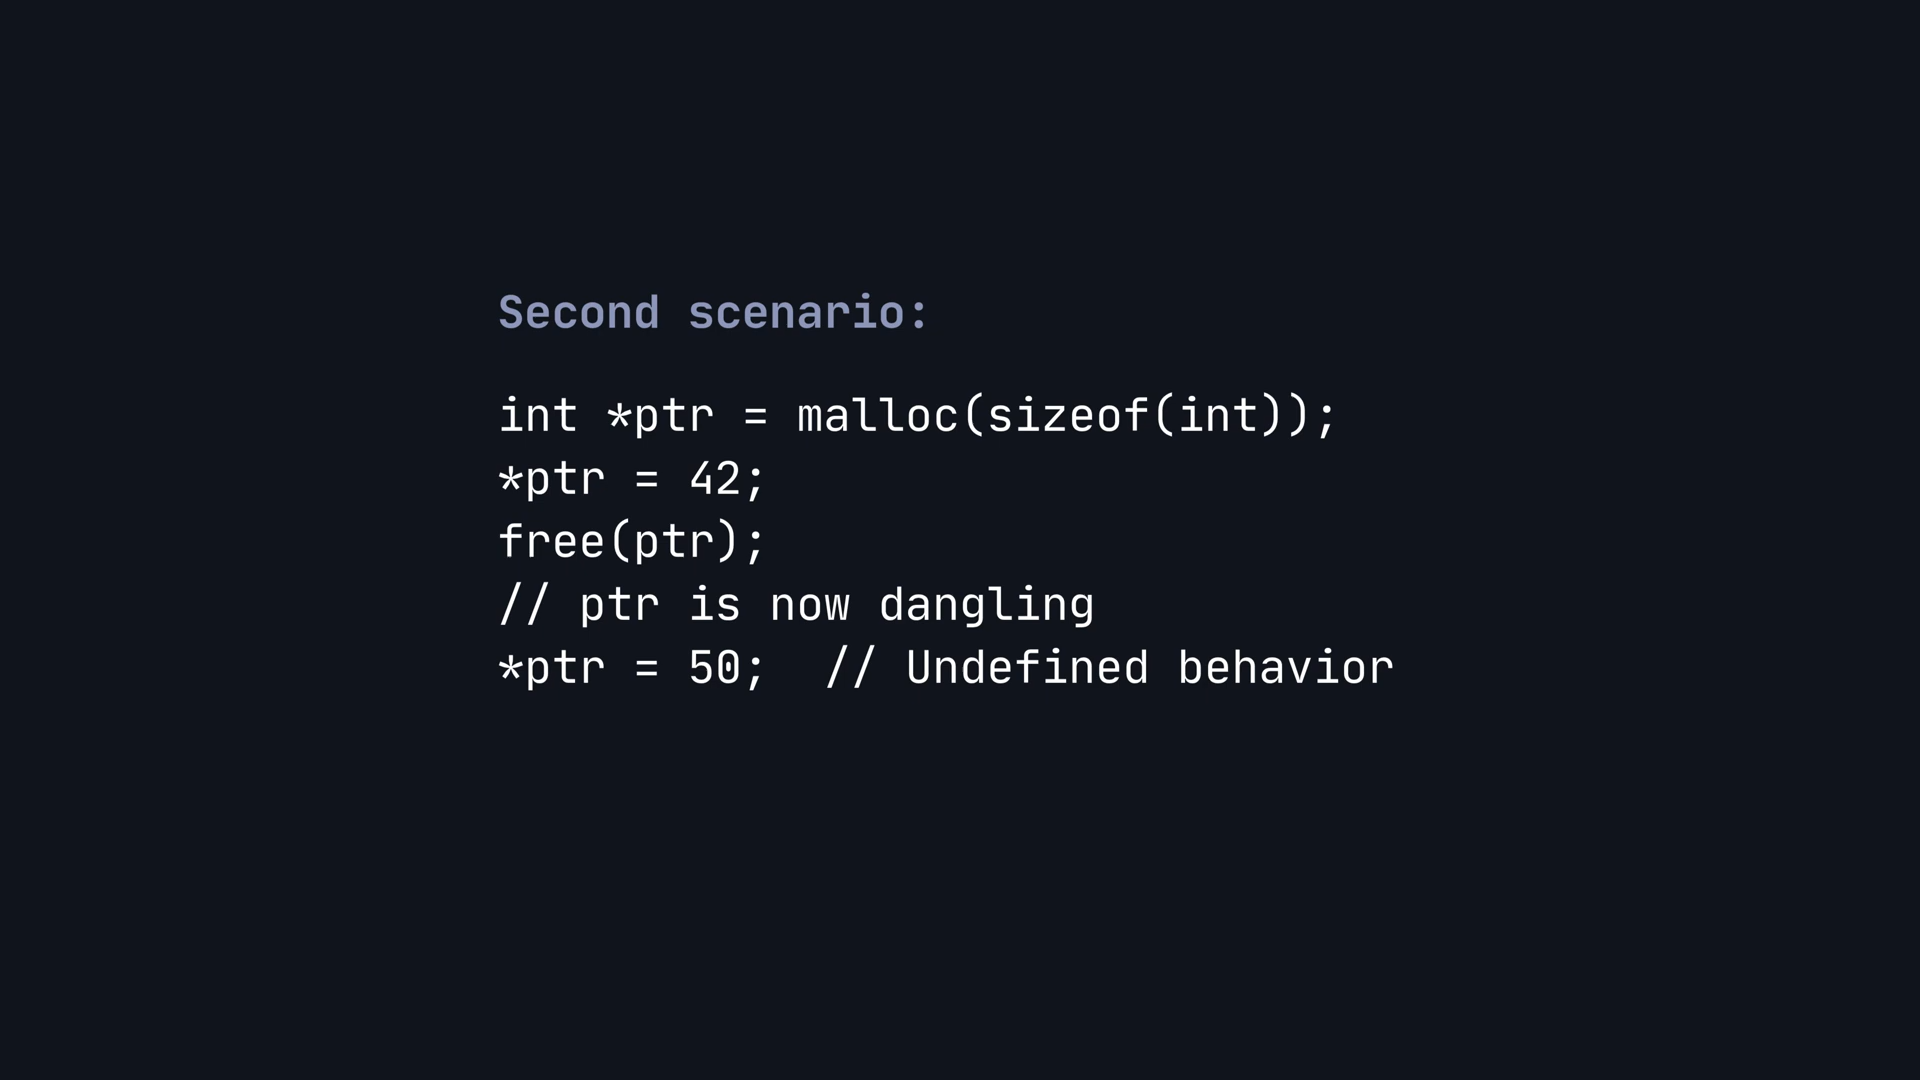 Second scenario:
int *ptr = malloc(sizeof(int));
*ptr = 42;
free(ptr);
// ptr is now dangling
*ptr = 50;  // Undefined behavior